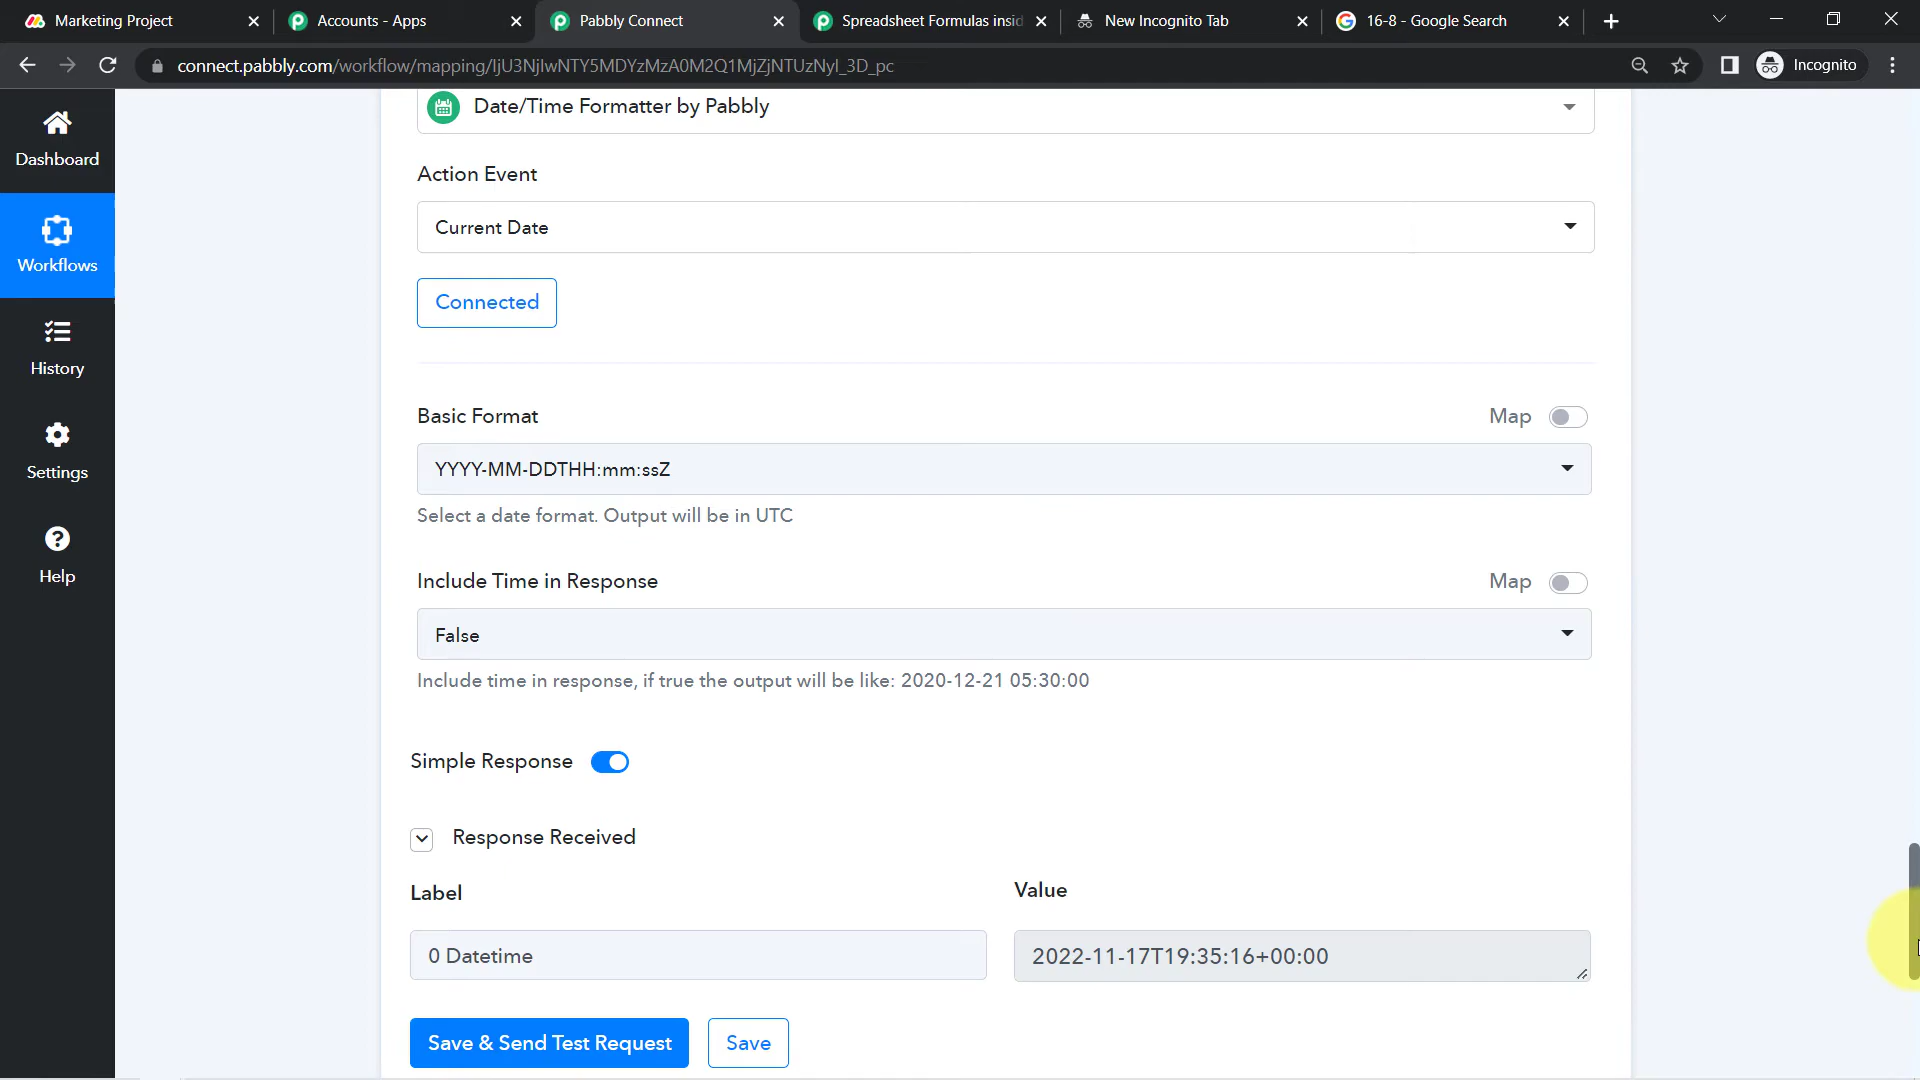 Marketing Project
Accounts - Apps
Pabbly Connect
Spreadsheet Formulas insid
New Incognito Tab
16-8 - Google Search
connect.pabbly.com/workflow/mapping/IjU3NjIwNTY5MDYzMzA0M2Q1MjZjNTUzNyI_3D_pc
Incognito
Date/Time Formatter by Pabbly
Dashboard
Workflows
History
Settings
Help
Action Event
Current Date
Connected
Basic Format
Map
YYYY-MM-DDTHH:mm:ssZ
Select a date format. Output will be in UTC
Include Time in Response
Map
False
Include time in response, if true the output will be like: 2020-12-21 05:30:00
Simple Response
Response Received
Label
Value
0 Datetime
2022-11-17T19:35:16+00:00
Save & Send Test Request
Save